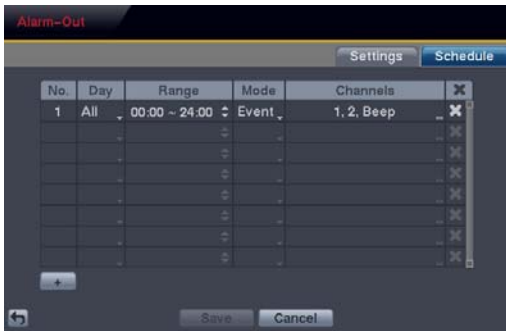 Alarm-Out
Settings Schedule
No. Day Range Mode Channels
1 All 00:00 ~ 24:00 Event 1, 2, Beep
+
Save Cancel